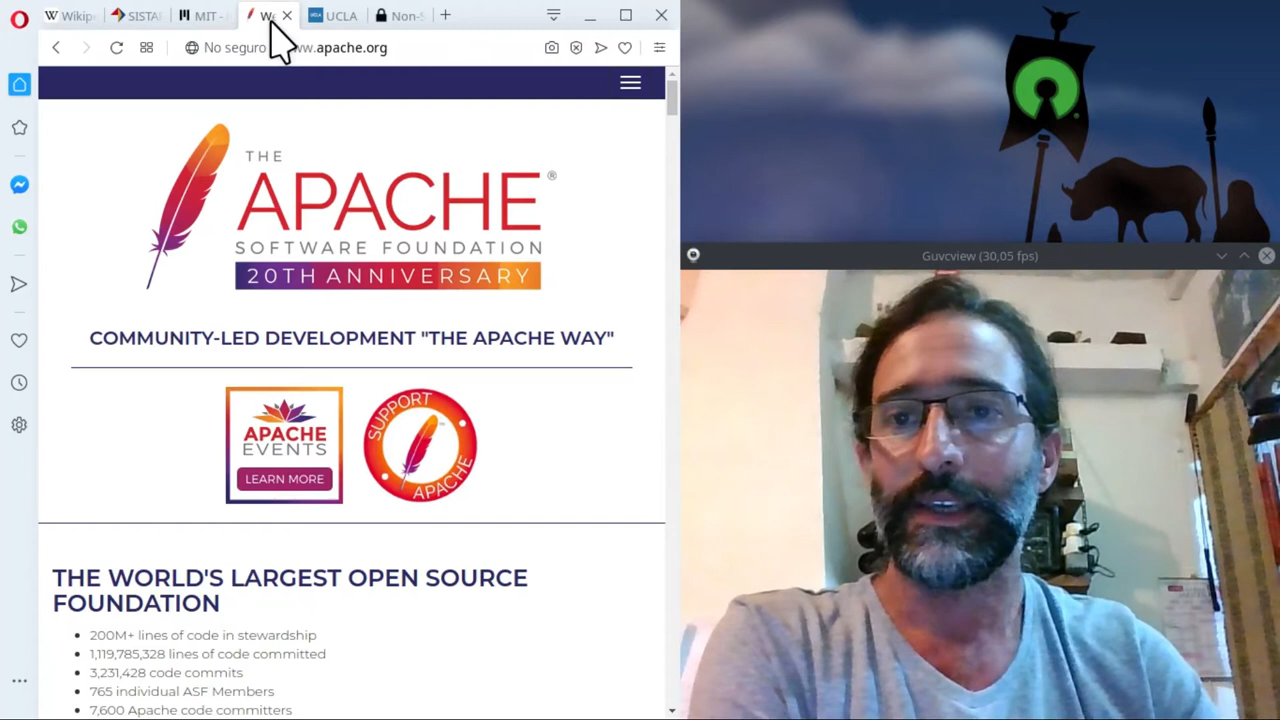 Wikip
SISTA
MIT -
We
UCLA
Non-S
No seguro
www.apache.org
THE
APACHE®
SOFTWARE FOUNDATION
20TH ANNIVERSARY
COMMUNITY-LED DEVELOPMENT "THE APACHE WAY"
APACHE
EVENTS
LEARN MORE
SUPPORT
APACHE
THE WORLD'S LARGEST OPEN SOURCE
FOUNDATION
200M+ lines of code in stewardship
1,119,785,328 lines of code committed
3,231,428 code commits
765 individual ASF Members
7,600 Apache code committers
Guvcview (30,05 fps)